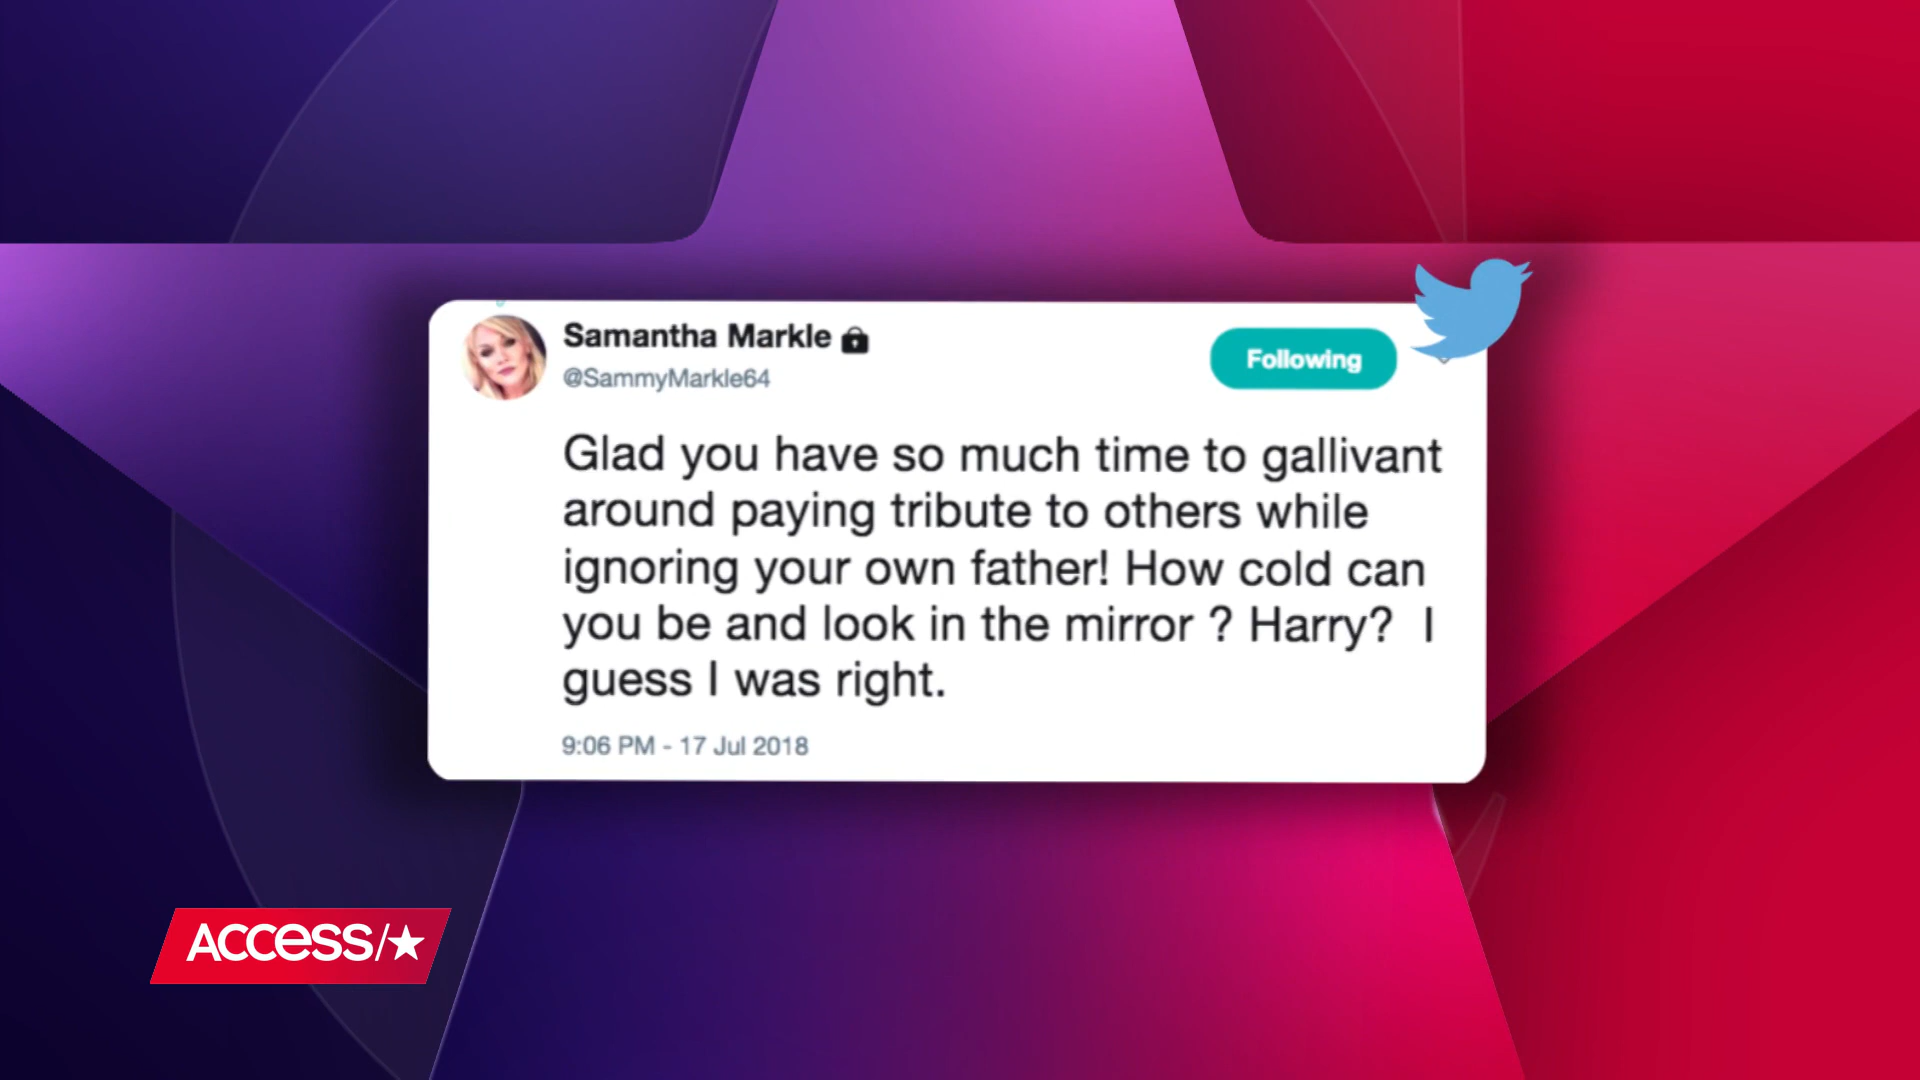 Samantha Markle
@SammyMarkle64
Following
Glad you have so much time to gallivant
around paying tribute to others while
ignoring your own father! How cold can
you be and look in the mirror ? Harry?  I
guess I was right.
9:06 PM - 17 Jul 2018
ACCESS/